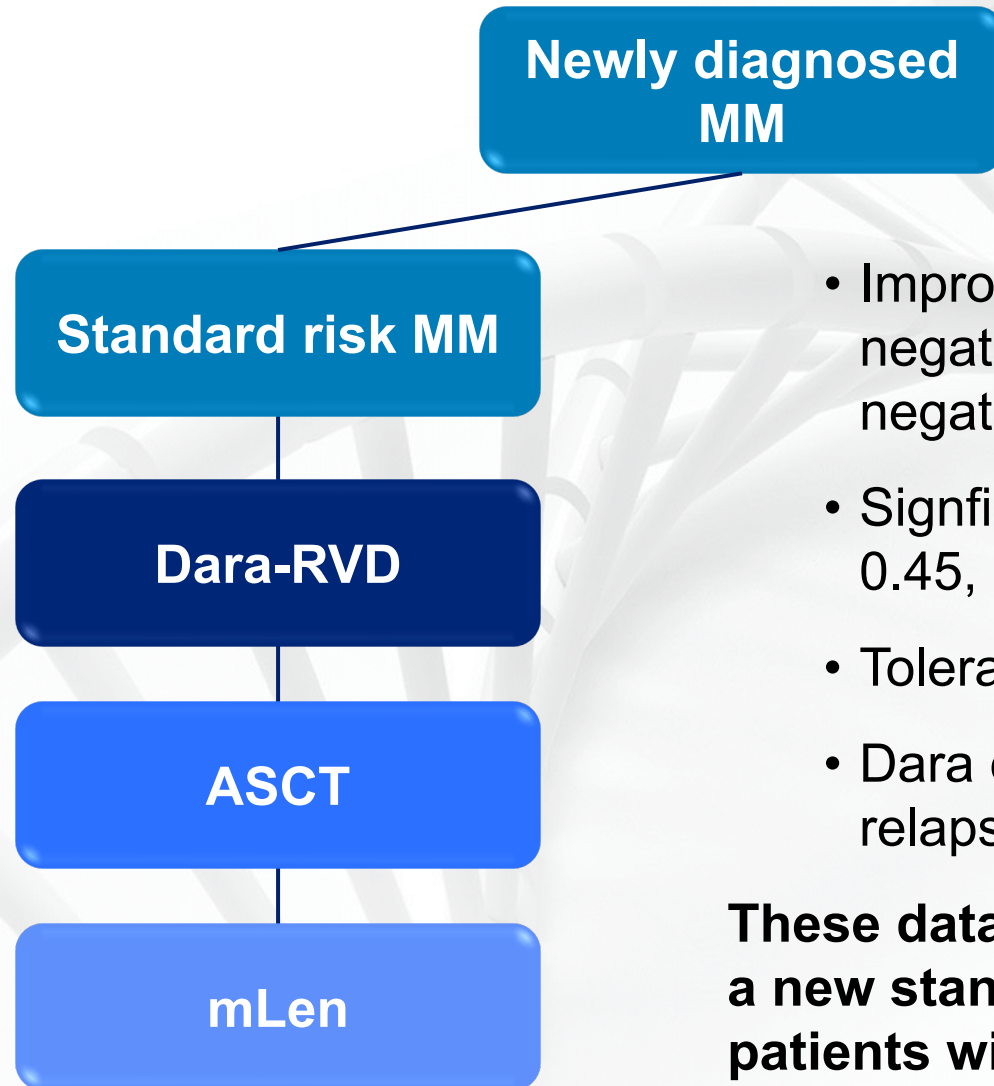 Newly diagnosed
MM
Standard risk MM
Dara-RVD
ASCT
mLen
• Impro
negat
negat
• Signfi
0.45,
• Tolera
• Dara
relaps
These data
a new stan
patients wi